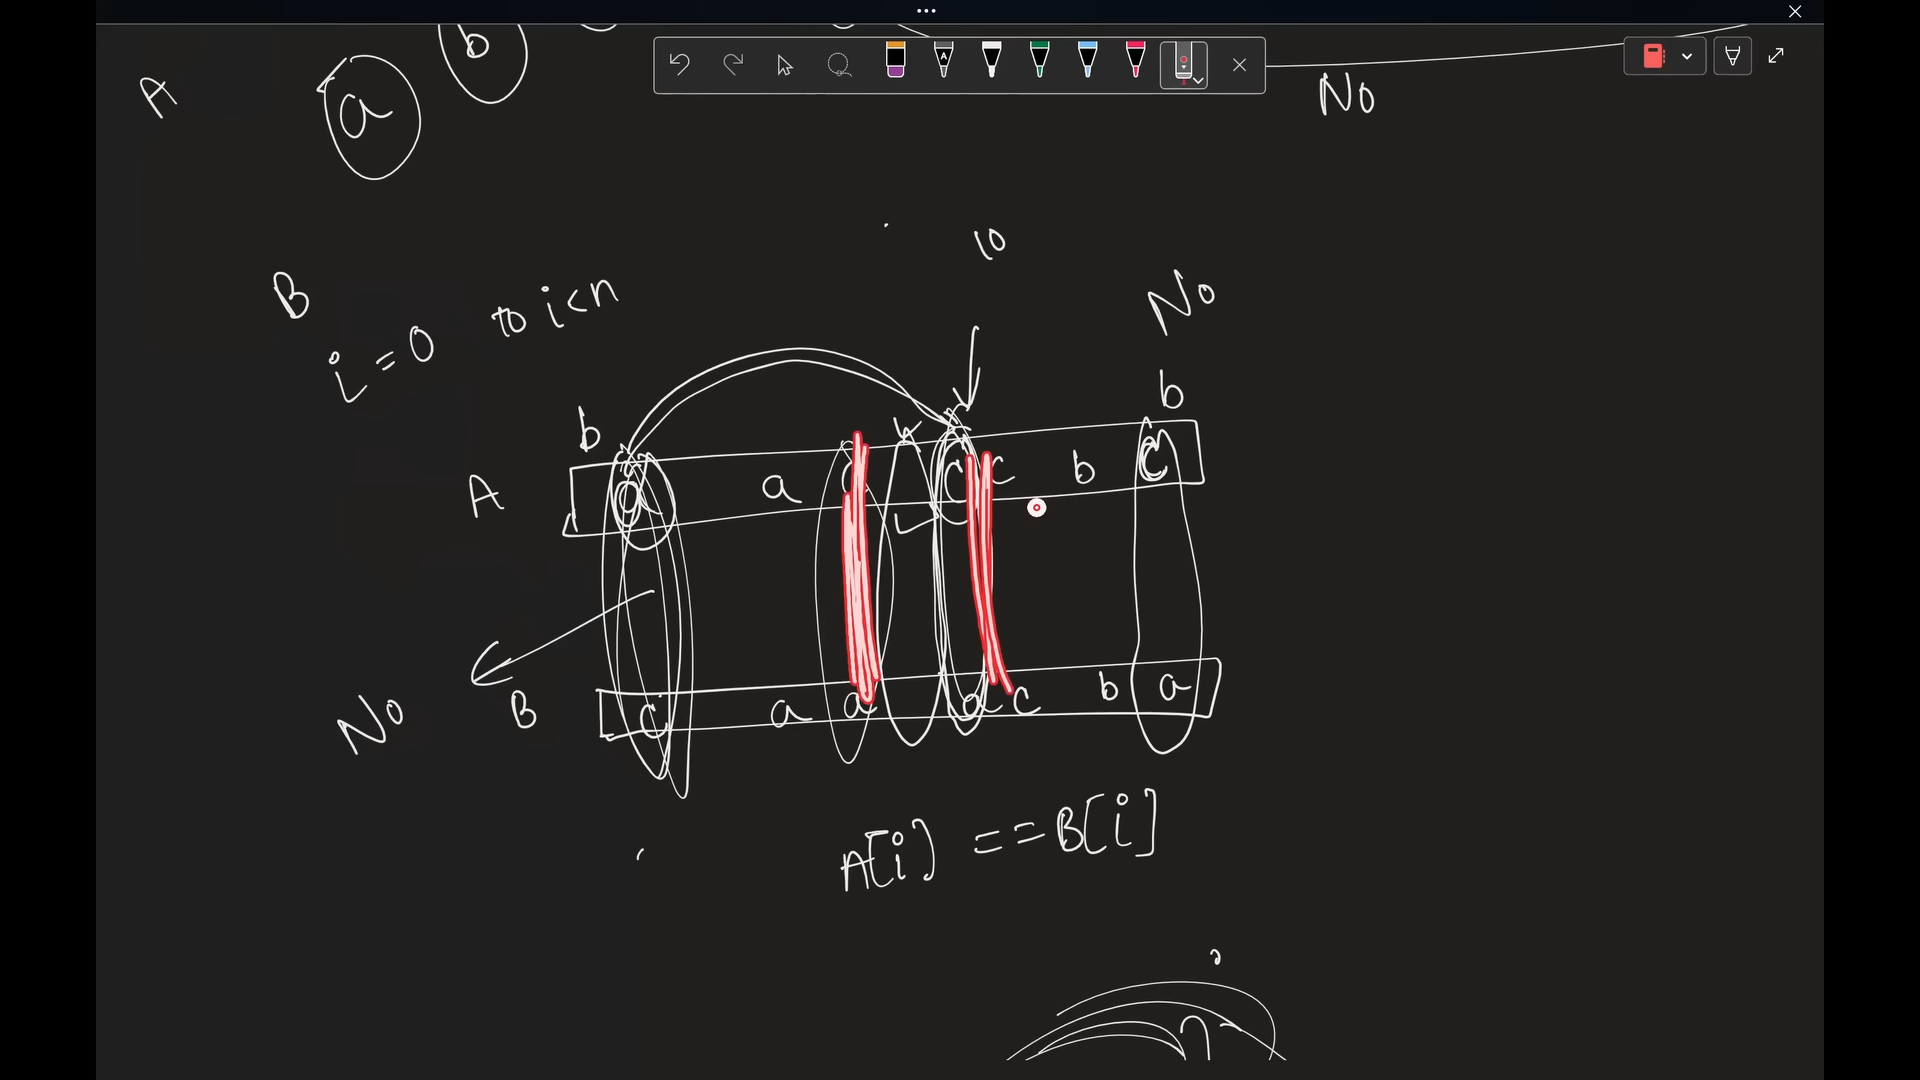 b
A a
No
10
B
i = 0 to i<n
No
b b
A a a C C c b C
B C a a a c b a
No
A[i] == B[i]